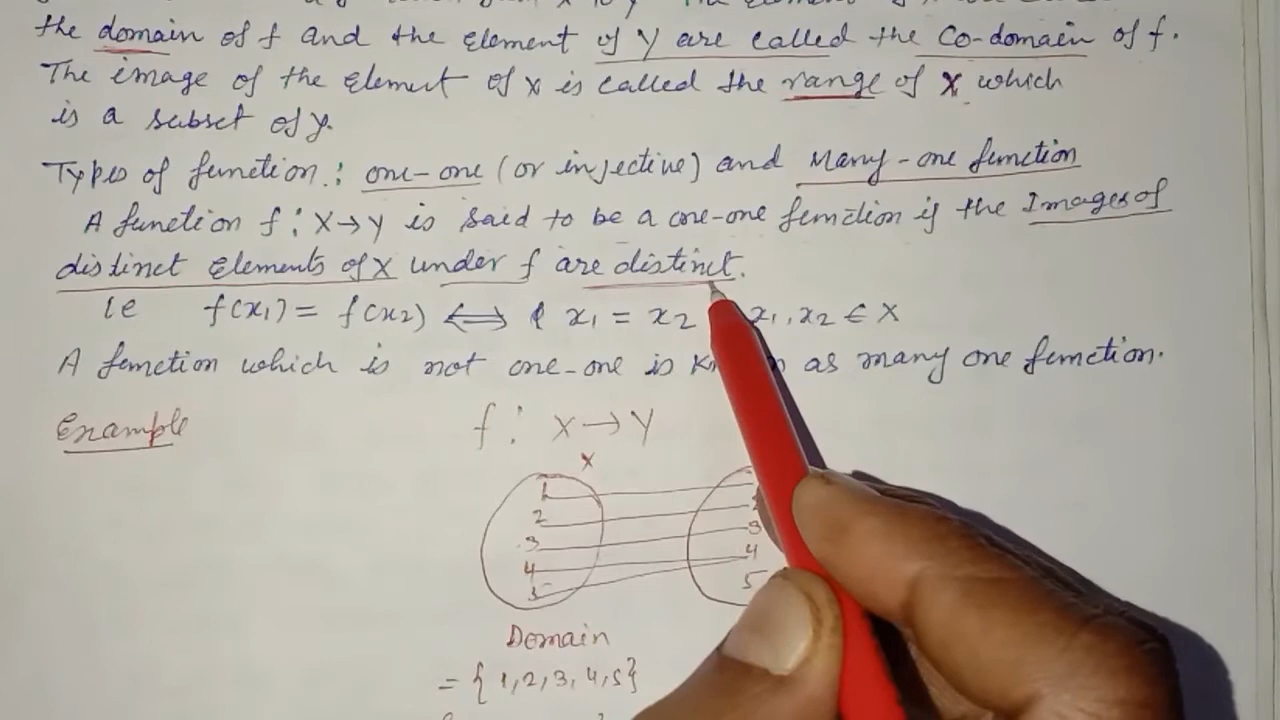 the domain of f and the element of Y are called the co-domain of f.
The image of the element of x is called the range of x which
is a subset of y.
Types of function.: one-one (or injective) and Many-one function
A function f: X→Y is said to be a one-one function if the Images of
distinct elements of X under f are distinct.
ie f(x1) = f(x2) ⟺ x1 = x2 x1, x2 ∈ X
A function which is not one-one is as many one function.
Example f: X→Y
x
1
2 2
3 3
4 4
5 5
Domain
= {1,2,3,4,5}